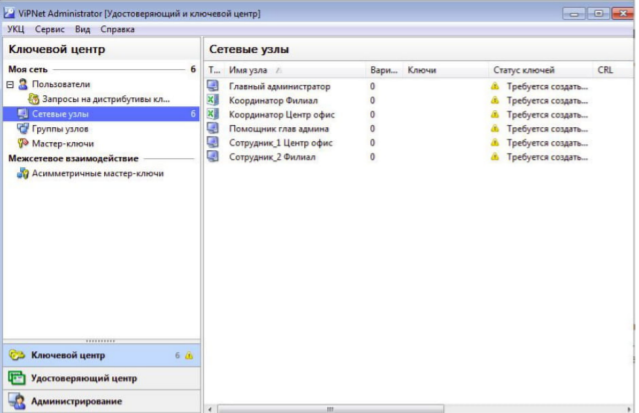 ViPNet Administrator [Удостоверяющий и ключевой центр]
УКЦ Сервис Вид Справка
Ключевой центр
Моя сеть 6
Пользователи
Запросы на дистрибутивы кл...
Сетевые узлы 6
Группы узлов
Мастер-ключи
Межсетевое взаимодействие
Асимметричные мастер-ключи
Ключевой центр 6
Удостоверяющий центр
Администрирование
Сетевые узлы
Т... Имя узла Вари... Ключи Статус ключей CRL
Главный администратор 0 Требуется создать...
Координатор Филиал 0 Требуется создать...
Координатор Центр офис 0 Требуется создать...
Помощник глав админа 0 Требуется создать...
Сотрудник_1 Центр офис 0 Требуется создать...
Сотрудник_2 Филиал 0 Требуется создать...